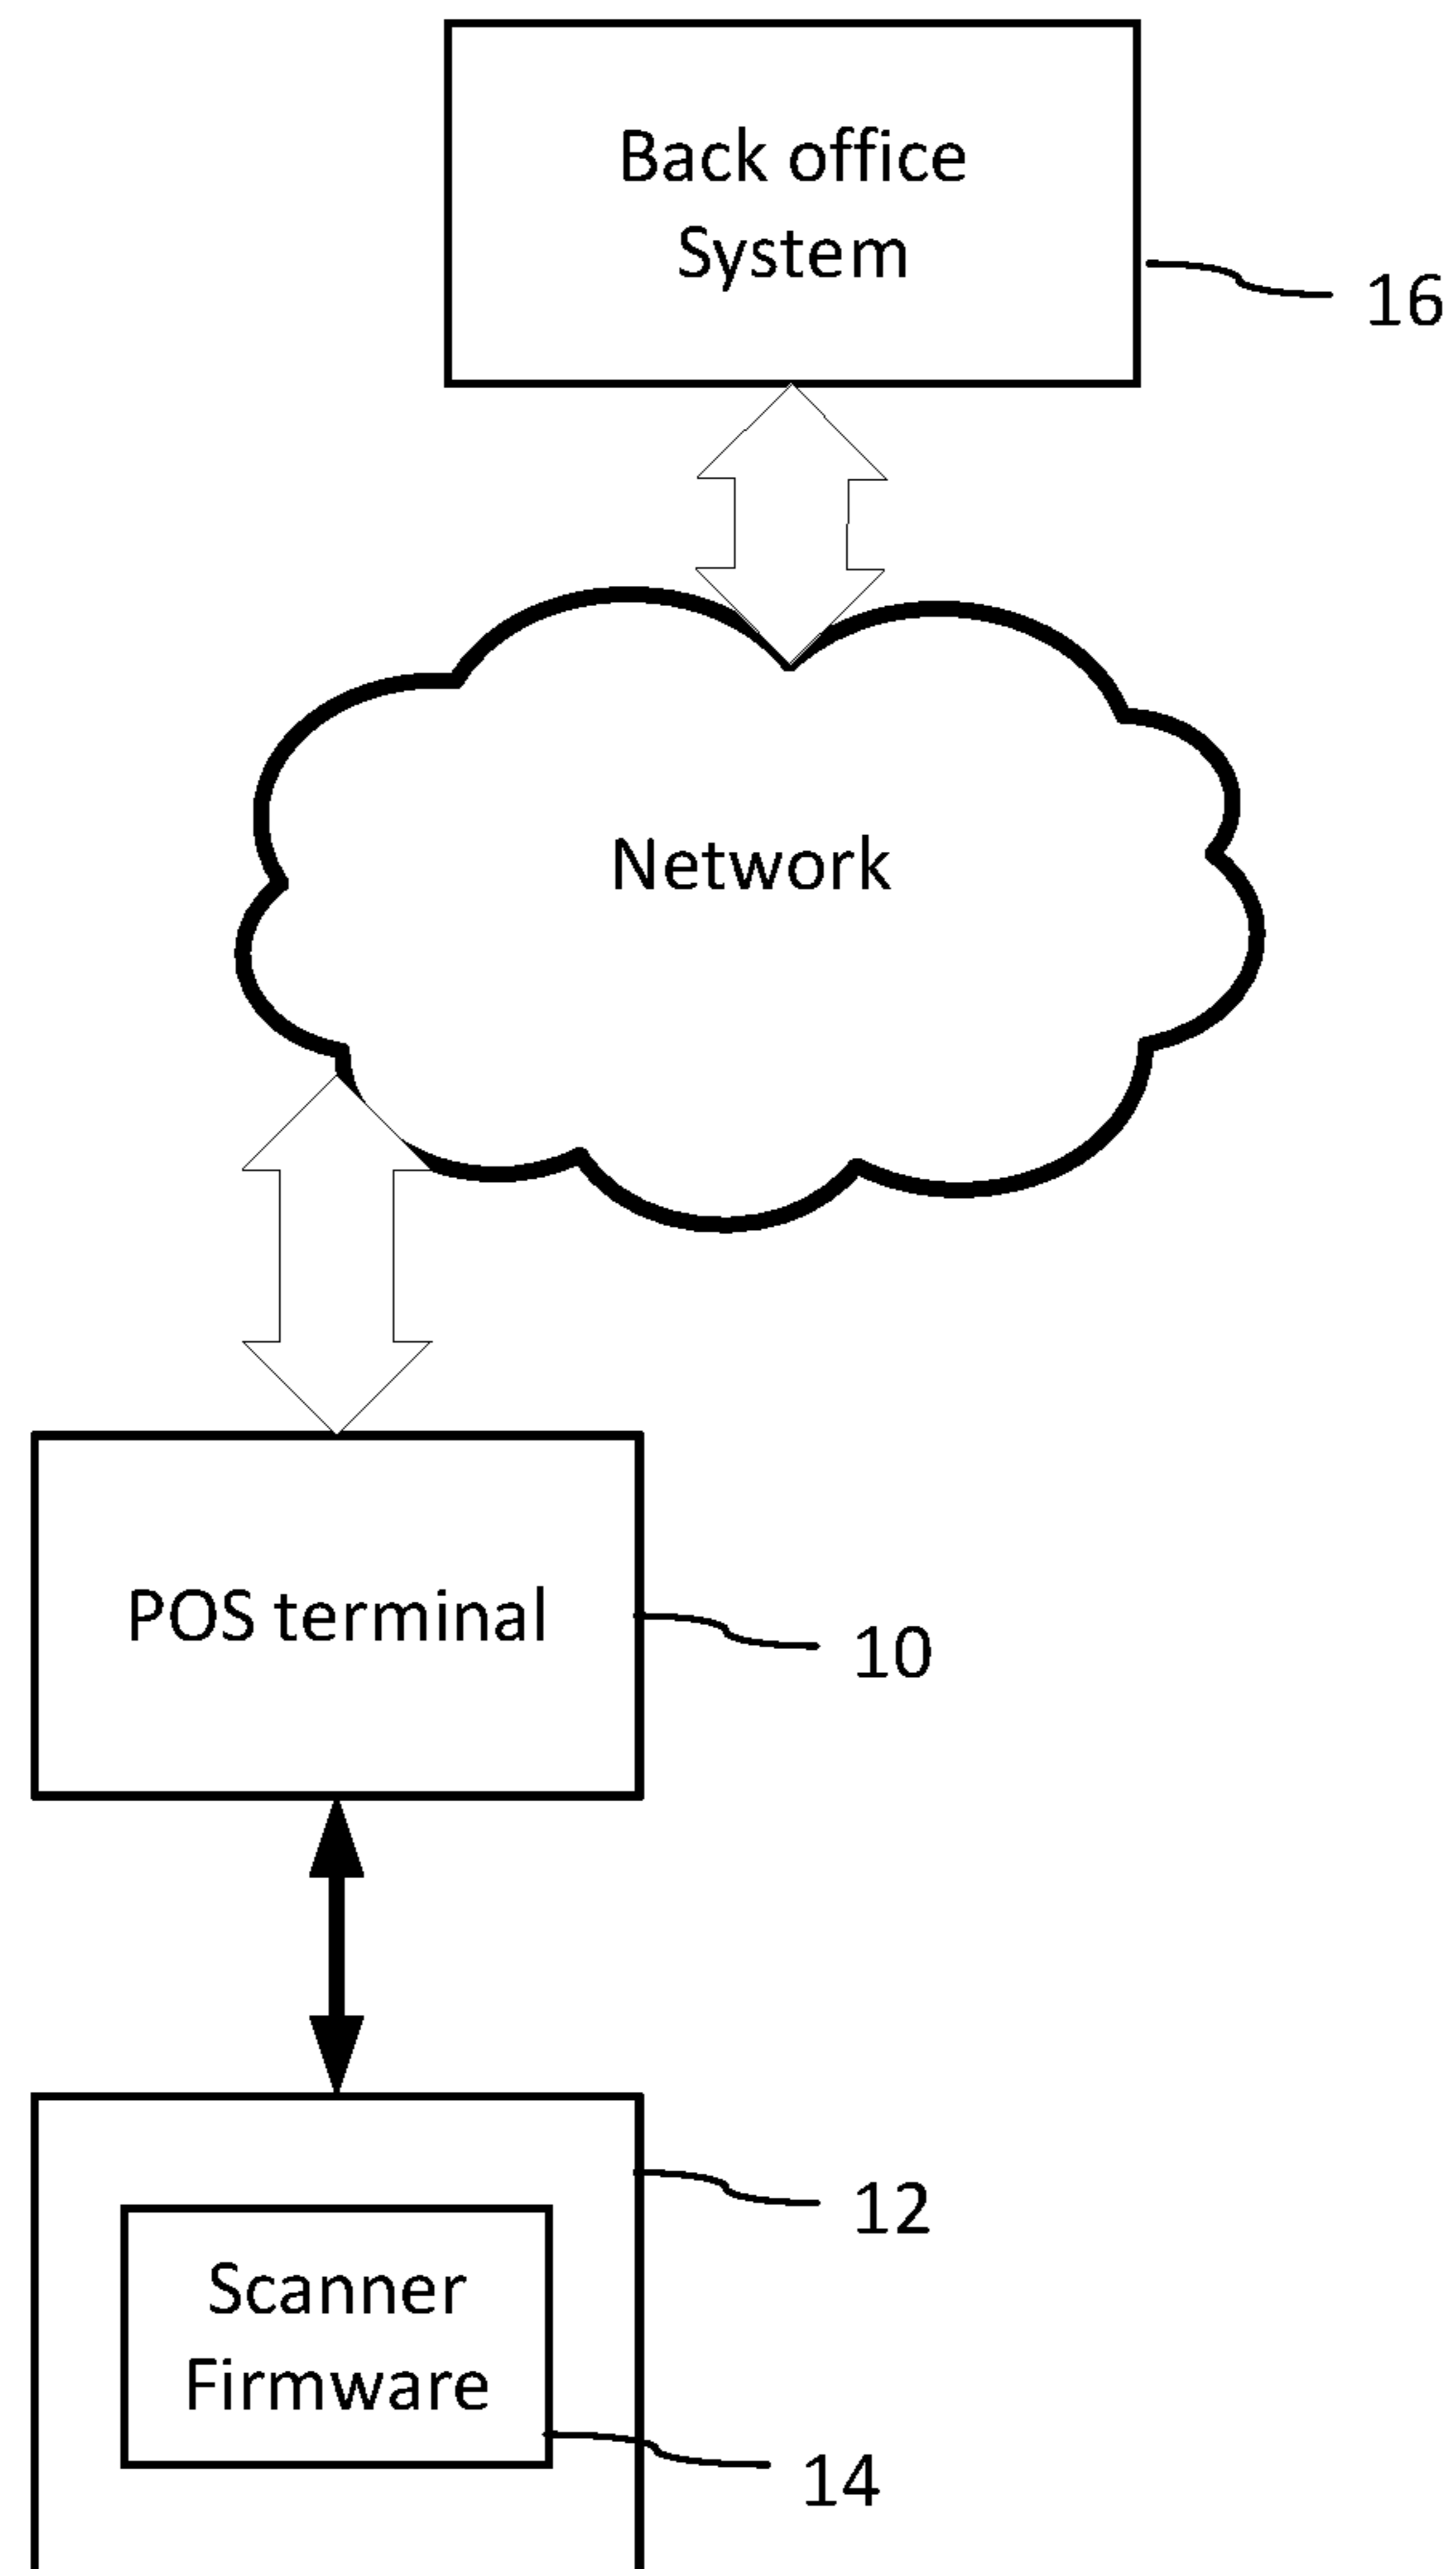 Back office
System
16
Network
POS terminal
10
12
Scanner
Firmware
14